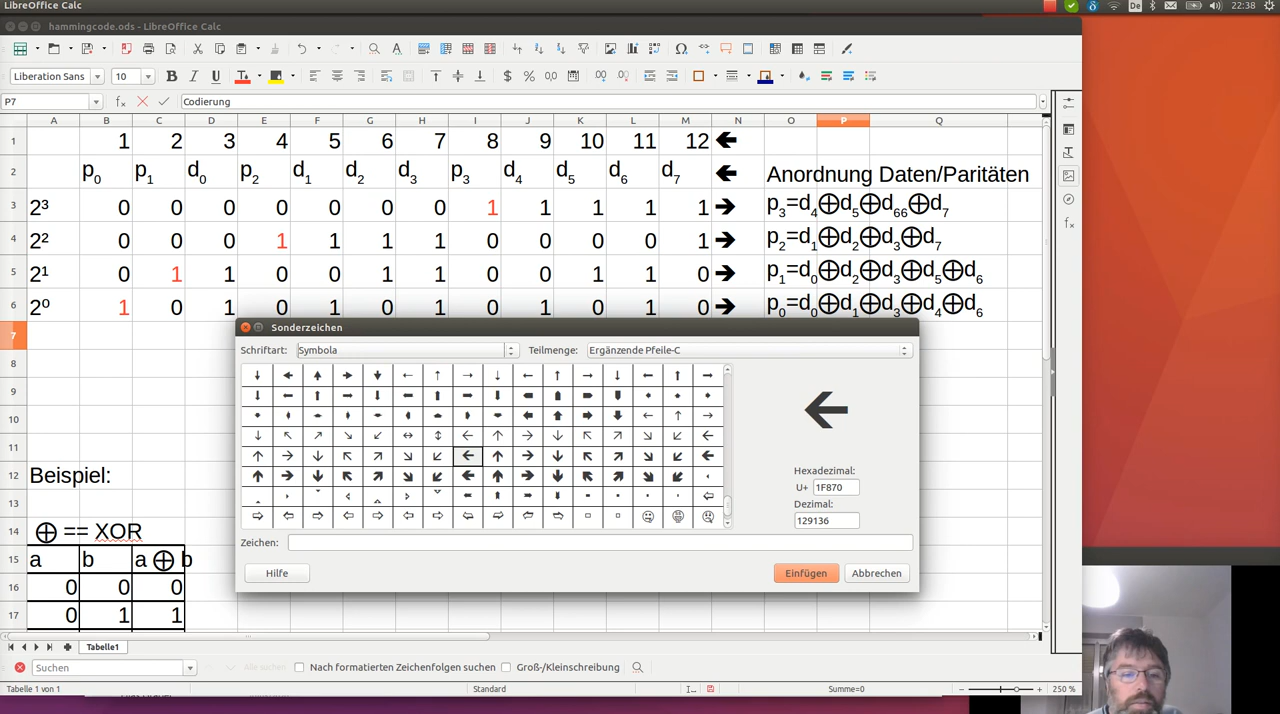 LibreOffice Calc
De 22:38
hammingcode.ods - LibreOffice Calc
Liberation Sans 10
P7 Codierung
A B C D E F G H I J K L M N O P Q
1 1 2 3 4 5 6 7 8 9 10 11 12 🡰
2 p₀ p₁ d₀ p₂ d₁ d₂ d₃ p₃ d₄ d₅ d₆ d₇ 🡰 Anordnung Daten/Paritäten
3 2³ 0 0 0 0 0 0 0 1 1 1 1 1 🡲 p₃=d₄⨁d₅⨁d₆₆⨁d₇
4 2² 0 0 0 1 1 1 1 0 0 0 0 1 🡲 p₂=d₁⨁d₂⨁d₃⨁d₇
5 2¹ 0 1 1 0 0 1 1 0 0 1 1 0 🡲 p₁=d₀⨁d₂⨁d₃⨁d₅⨁d₆
6 2⁰ 1 0 1 0 1 0 1 0 1 0 1 0 🡲 p₀=d₀⨁d₁⨁d₃⨁d₄⨁d₆
7
8
9
10
11
12 Beispiel:
13
14 ⨁ == XOR
15 a b a ⨁ b
16 0 0 0
17 0 1 1
Sonderzeichen
Schriftart: Symbola Teilmenge: Ergänzende Pfeile-C
Hexadezimal:
U+ 1F870
Dezimal:
129136
Zeichen:
Hilfe Einfügen Abbrechen
Tabelle1
Suchen Alle suchen Nach formatierten Zeichenfolgen suchen Groß-/Kleinschreibung
Tabelle 1 von 1 Standard Summe=0 250 %